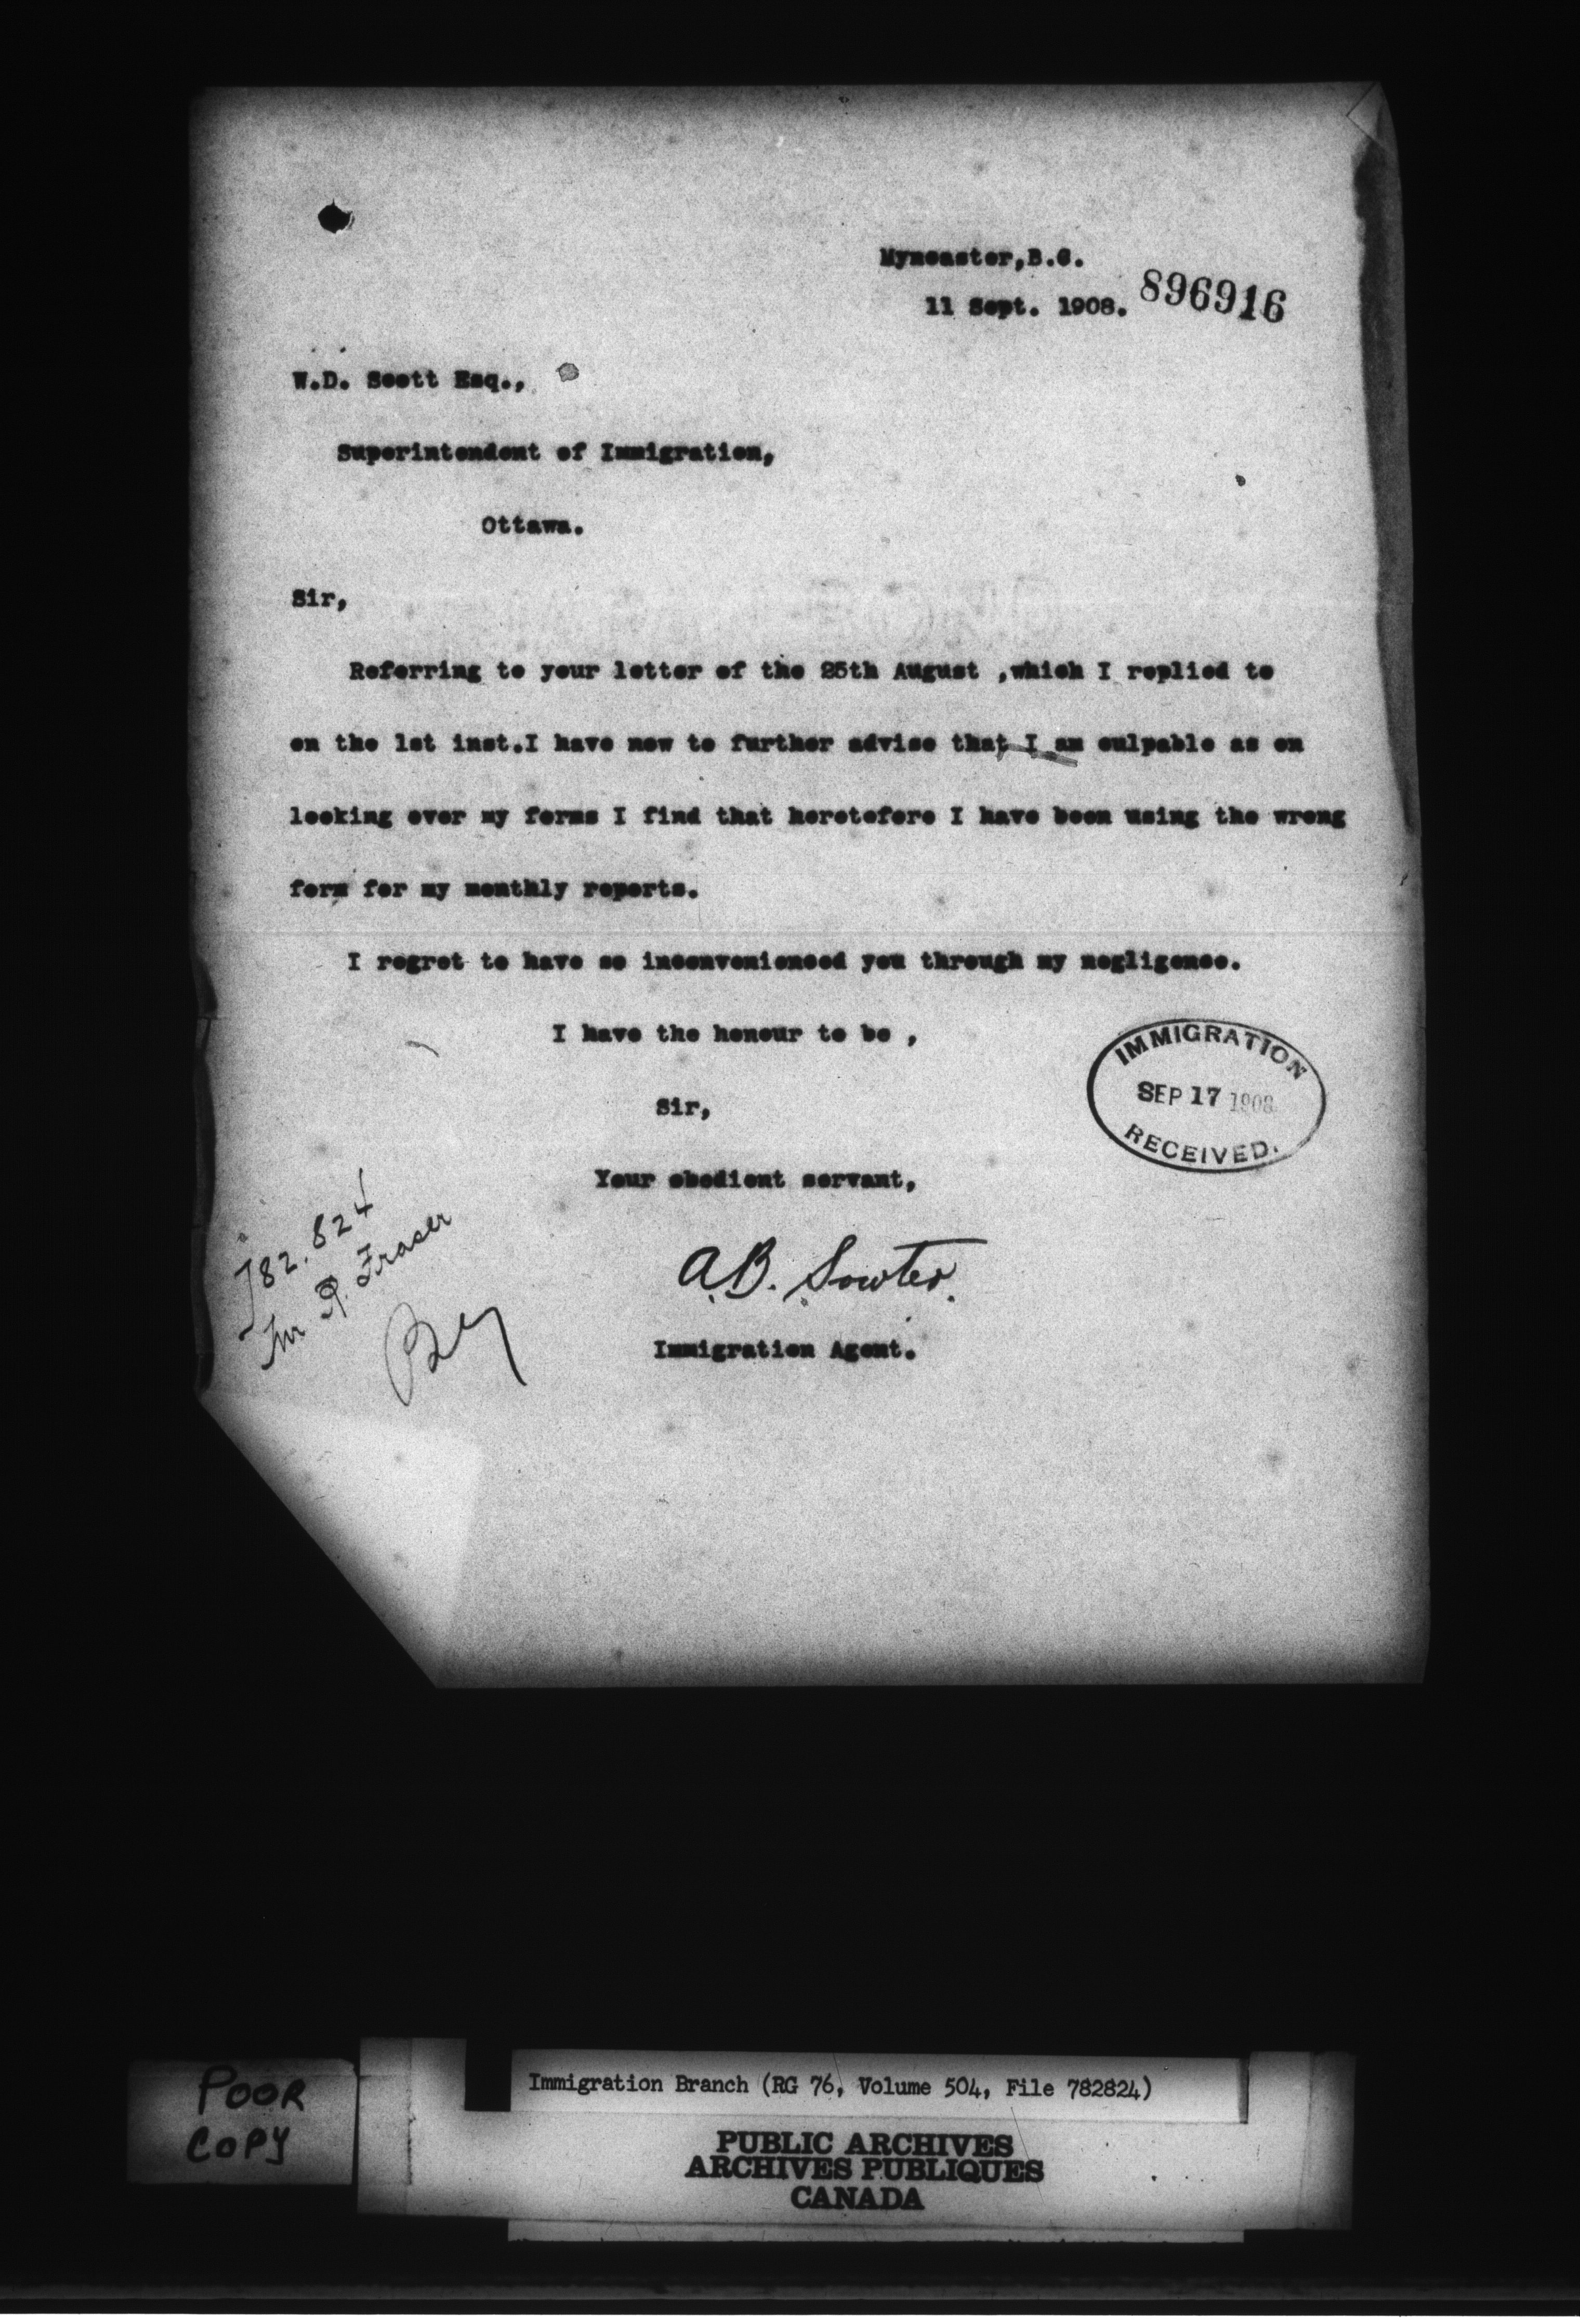 Myncaster,B.C.
11 Sept. 1908. 896916
W.D. Scott Esq.,
Superintendent of Immigration,
Ottawa.
Sir,
Referring to your letter of the 25th August ,which I replied to
on the 1st inst.I have now to further advise that I am culpable as on
looking over my forms I find that heretofore I have been using the wrong
form for my monthly reports.
I regret to have so inconvenienced you through my negligence.
I have the honour to be ,
Sir,
Your obedient servant,
A.B. Sowter.
Immigration Agent.
IMMIGRATION
SEP 17 1908
RECEIVED.
782.824
Mr R. Fraser
POOR
COPY
Immigration Branch (RG 76, Volume 504, File 782824)
PUBLIC ARCHIVES
ARCHIVES PUBLIQUES
CANADA